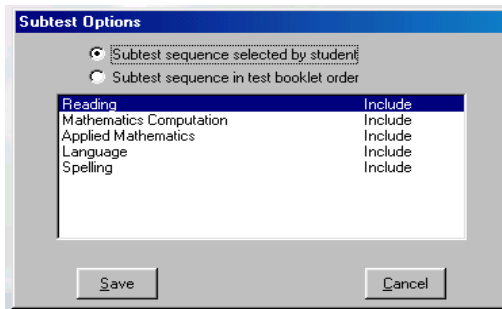 Subtest Options
Subtest sequence selected by student
Subtest sequence in test booklet order
Reading Include
Mathematics Computation Include
Applied Mathematics Include
Language Include
Spelling Include
Save Cancel